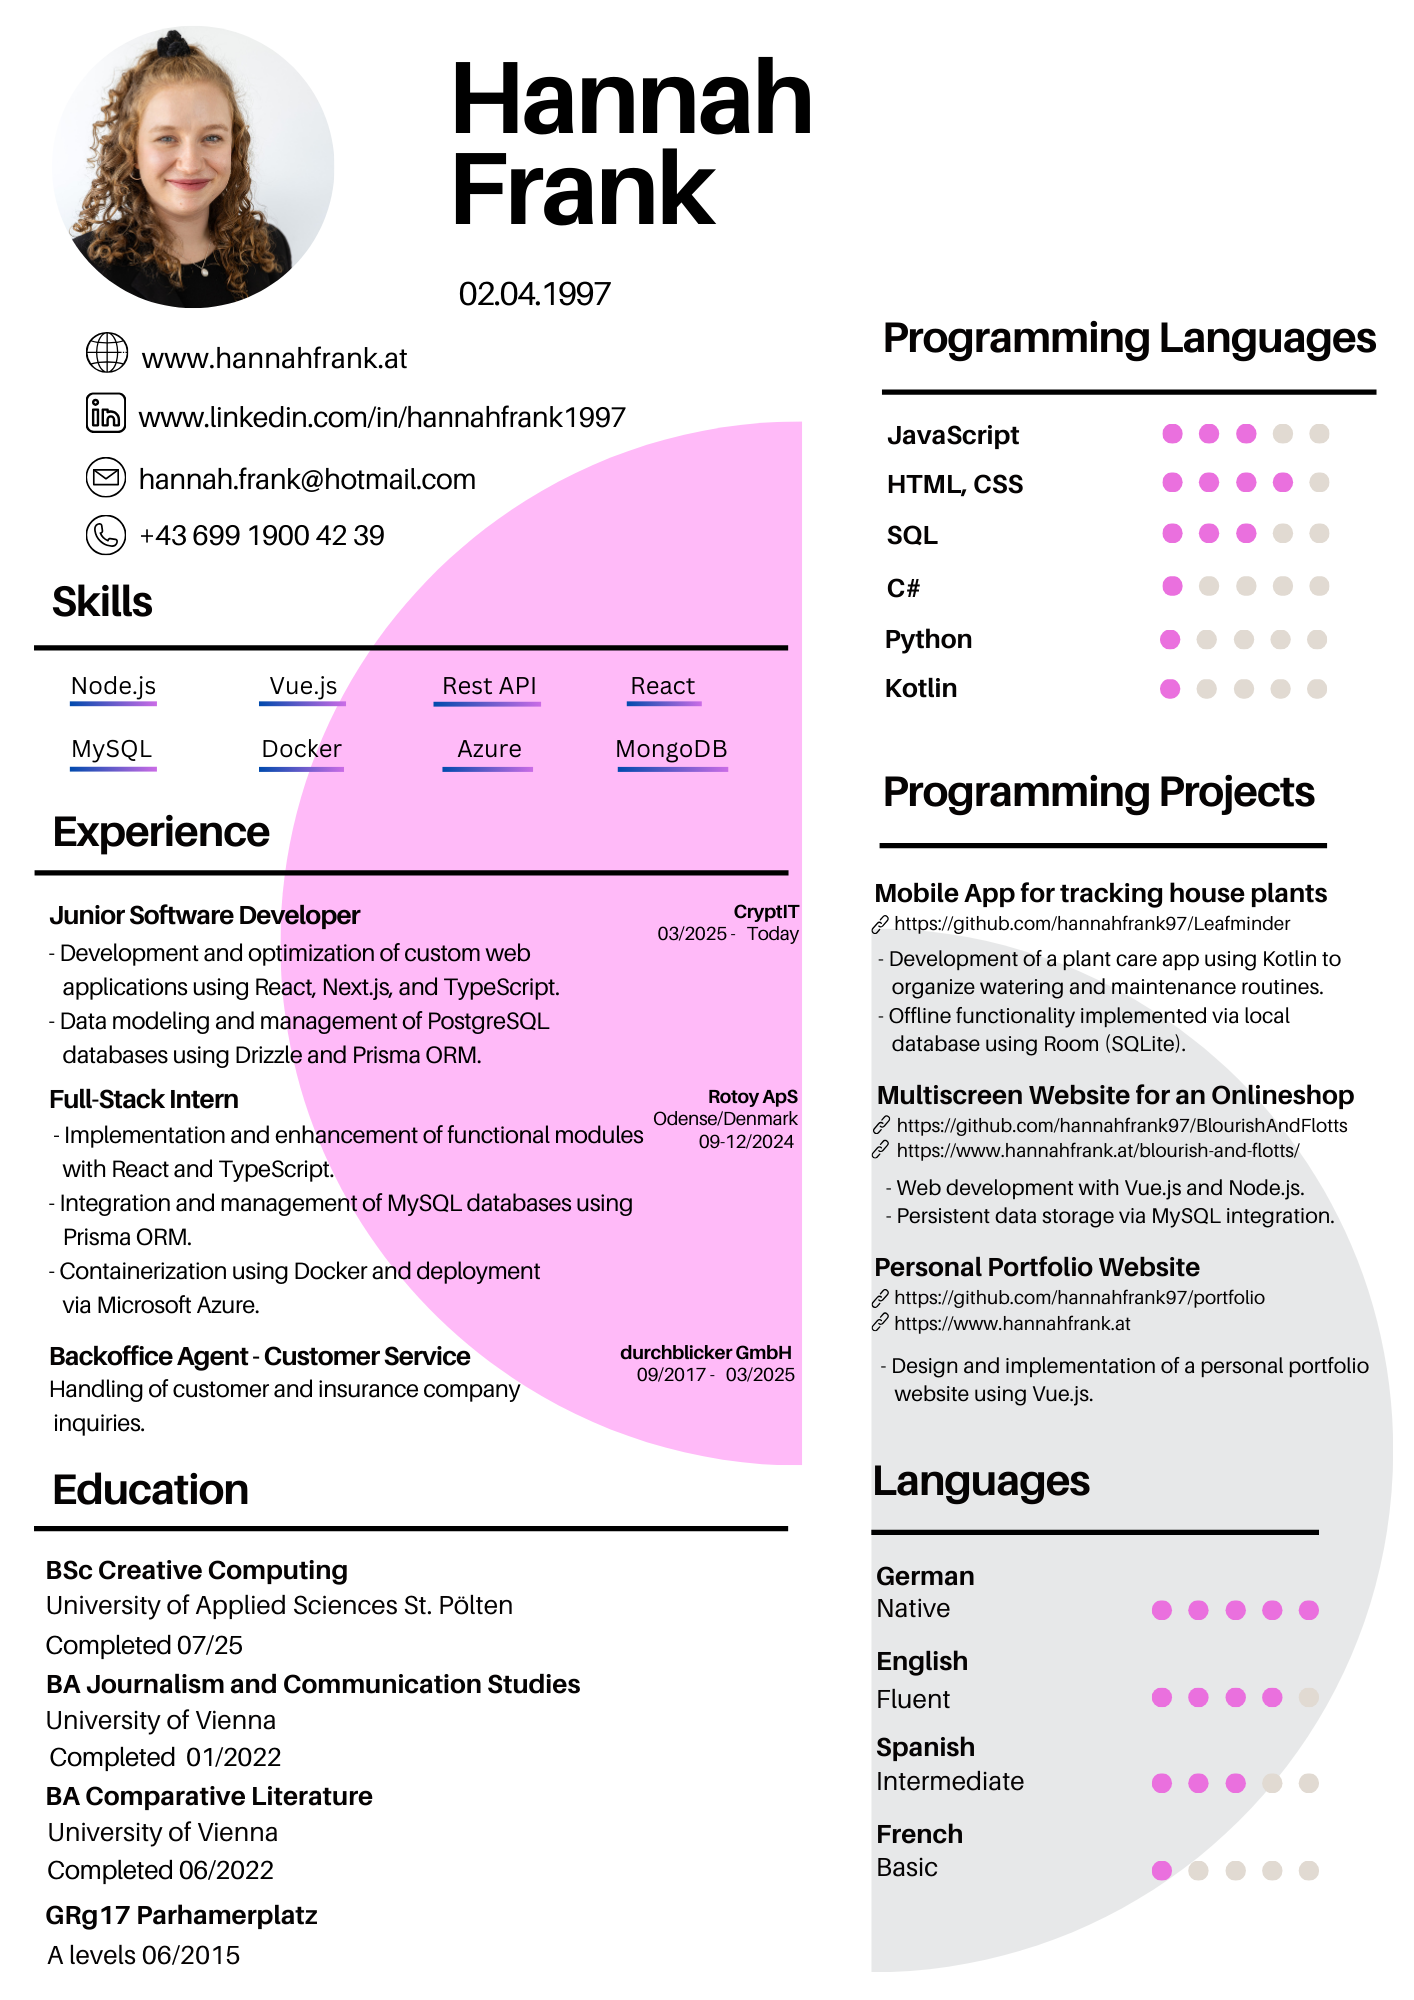 Hannah
Frank
02.04.1997
www.hannahfrank.at
www.linkedin.com/in/hannahfrank1997
hannah.frank@hotmail.com
+43 699 1900 42 39
Skills
Node.js Vue.js Rest API React
MySQL Docker Azure MongoDB
Experience
Junior Software Developer
CryptIT
03/2025 - Today
- Development and optimization of custom web
applications using React, Next.js, and TypeScript.
- Data modeling and management of PostgreSQL
databases using Drizzle and Prisma ORM.
Full-Stack Intern
Rotoy ApS
Odense/Denmark
09-12/2024
- Implementation and enhancement of functional modules
with React and TypeScript.
- Integration and management of MySQL databases using
Prisma ORM.
- Containerization using Docker and deployment
via Microsoft Azure.
Backoffice Agent - Customer Service
durchblicker GmbH
09/2017 - 03/2025
Handling of customer and insurance company
inquiries.
Education
BSc Creative Computing
University of Applied Sciences St. Pölten
Completed 07/25
BA Journalism and Communication Studies
University of Vienna
Completed 01/2022
BA Comparative Literature
University of Vienna
Completed 06/2022
GRg17 Parhamerplatz
A levels 06/2015
Programming Languages
JavaScript
HTML, CSS
SQL
C#
Python
Kotlin
Programming Projects
Mobile App for tracking house plants
https://github.com/hannahfrank97/Leafminder
- Development of a plant care app using Kotlin to
organize watering and maintenance routines.
- Offline functionality implemented via local
database using Room (SQLite).
Multiscreen Website for an Onlineshop
https://github.com/hannahfrank97/BlourishAndFlotts
https://www.hannahfrank.at/blourish-and-flotts/
- Web development with Vue.js and Node.js.
- Persistent data storage via MySQL integration.
Personal Portfolio Website
https://github.com/hannahfrank97/portfolio
https://www.hannahfrank.at
- Design and implementation of a personal portfolio
website using Vue.js.
Languages
German
Native
English
Fluent
Spanish
Intermediate
French
Basic